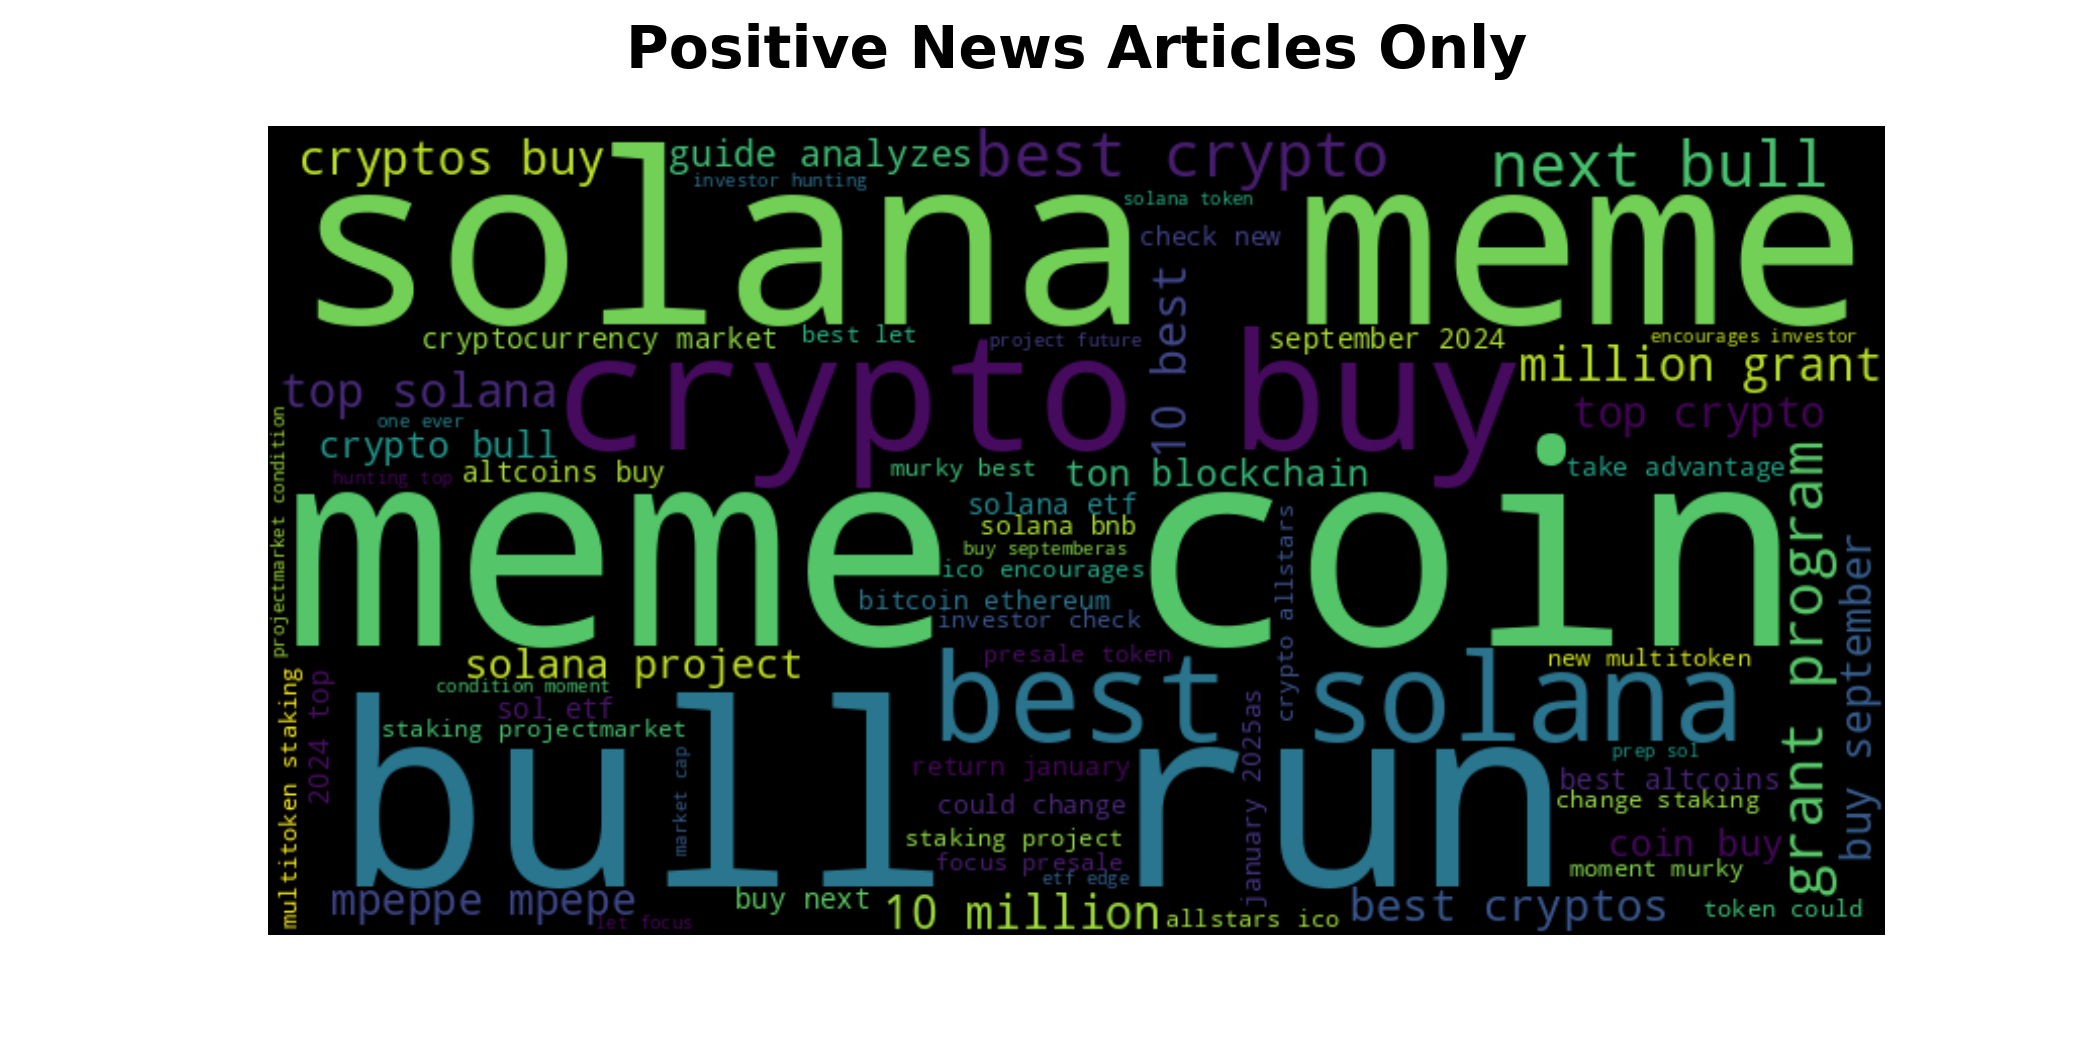 Positive News Articles Only
cryptos buy
guide analyzes
best crypto
next bull
investor hunting
solana token
solana meme
check new
10 best
cryptocurrency market
best let
project future
september 2024
encourages investor
million grant
top solana
crypto buy
top crypto
one ever
crypto bull
hunting top
altcoins buy
murky best
ton blockchain
take advantage
projectmarket condition
meme coin
solana etf
solana bnb
buy septemberas
ico encourages
bitcoin ethereum
investor check
crypto allstars
grant program
buy september
solana project
presale token
new multitoken
condition moment
best solana
sol etf
staking projectmarket
multitoken staking
2024 top
bull run
market cap
return january
january 2025as
prep sol
best altcoins
could change
change staking
staking project
focus presale
coin buy
etf edge
moment murky
mpeppe mpepe
let focus
buy next
10 million
allstars ico
best cryptos
token could